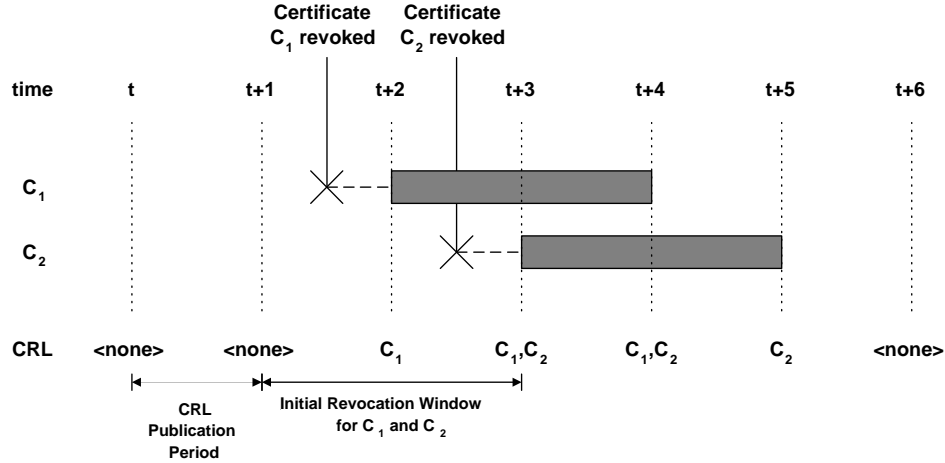 Certificate Certificate
C1 revoked C2 revoked
time t t+1 t+2 t+3 t+4 t+5 t+6
C1
C2
CRL <none> <none> C1 C1,C2 C1,C2 C2 <none>
CRL
Publication
Period
Initial Revocation Window
for C1 and C2